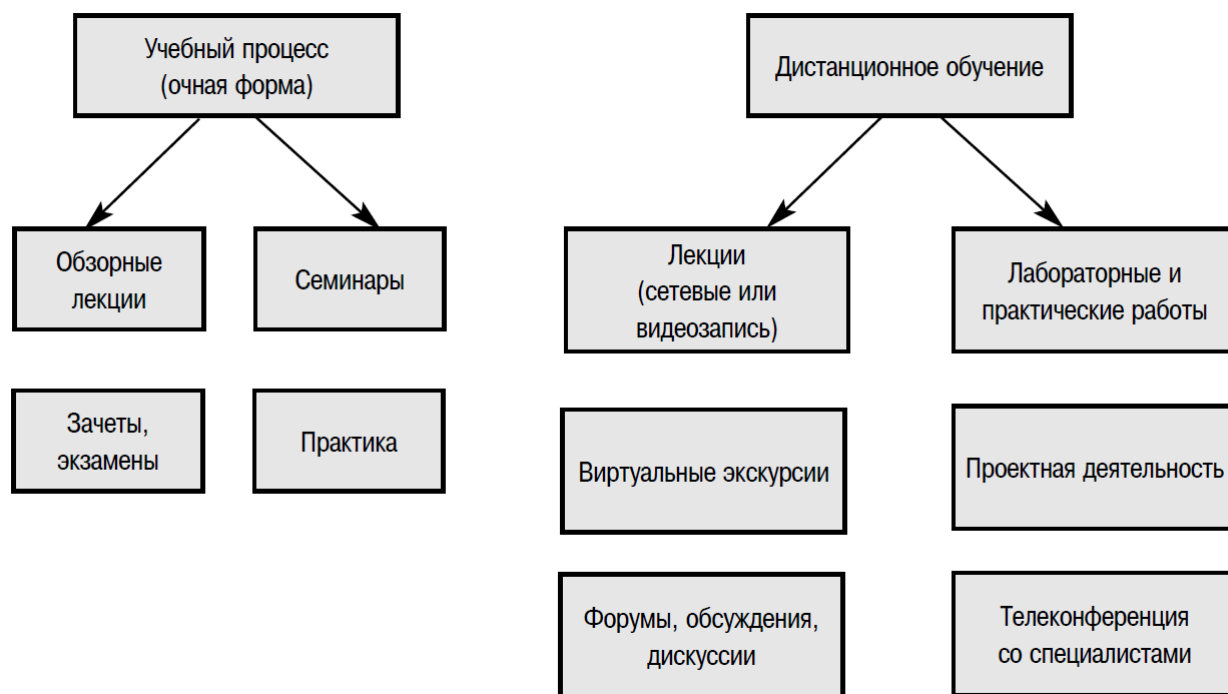 Учебный процесс
(очная форма)
Дистанционное обучение
Обзорные
лекции
Семинары
Лекции
(сетевые или
видеозапись)
Лабораторные и
практические работы
Зачеты,
экзамены
Практика
Виртуальные экскурсии
Проектная деятельность
Форумы, обсуждения,
дискуссии
Телеконференция
со специалистами